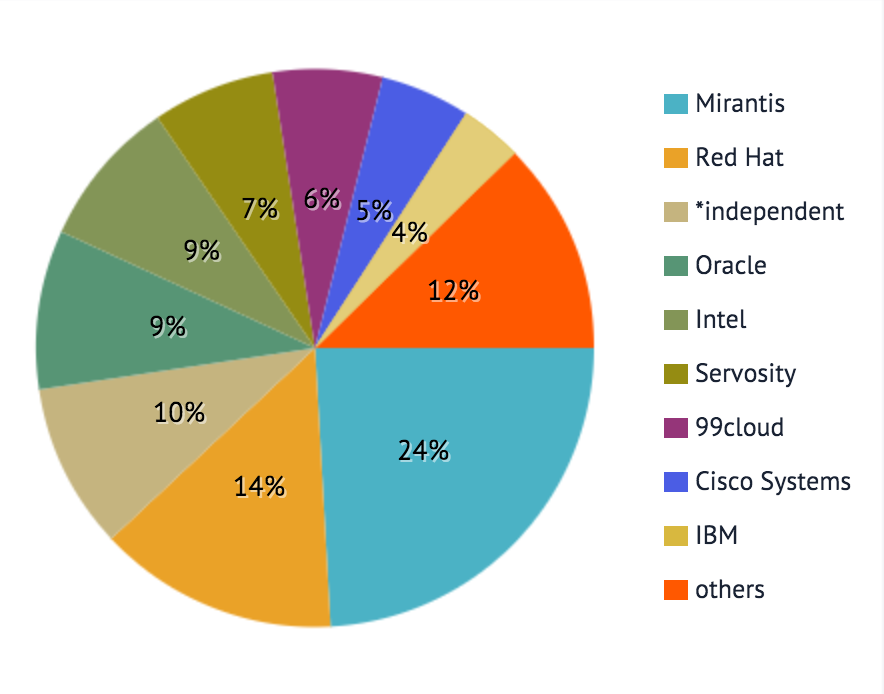 6%
7%
5%
4%
9%
12%
9%
10%
24%
14%
Mirantis
Red Hat
*independent
Oracle
Intel
Servosity
99cloud
Cisco Systems
IBM
others